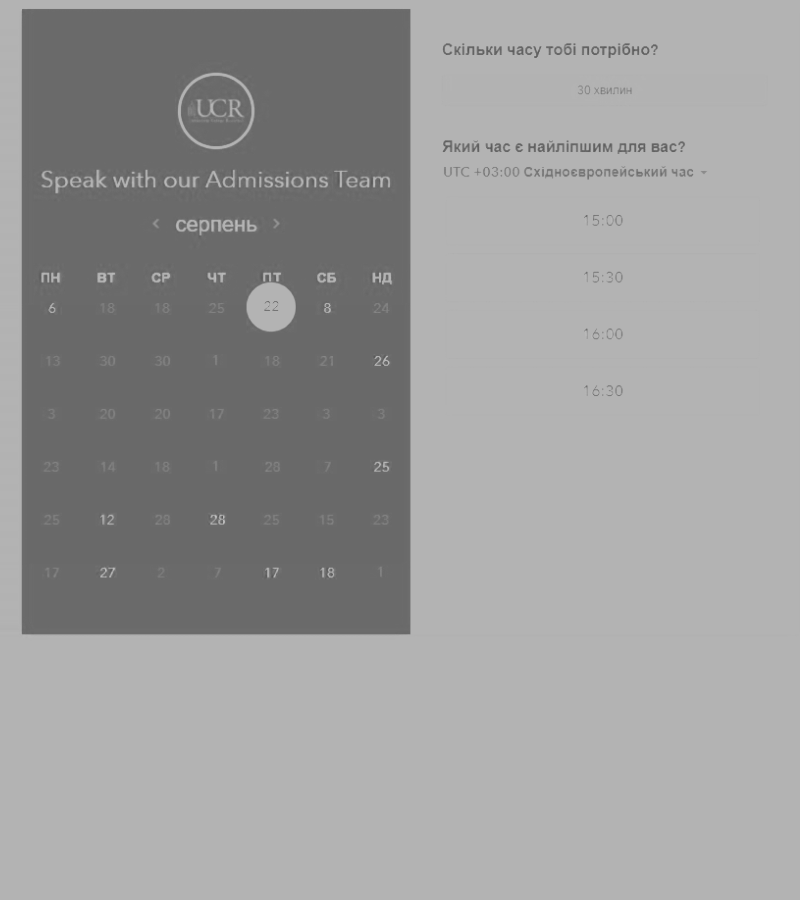 UCR
Speak with our Admissions Team
серпень
ПН ВТ СР ЧТ ПТ СБ НД
6 18 18 25 22 8 24
13 30 30 1 18 21 26
3 20 20 17 23 3 3
23 14 18 1 28 7 25
25 12 28 28 25 15 23
17 27 2 7 17 18 1
Скільки часу тобі потрібно?
30 хвилин
Який час є найліпшим для вас?
UTC +03:00 Східноєвропейський час
15:00
15:30
16:00
16:30